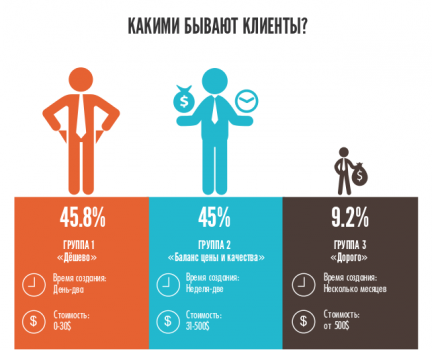 КАКИМИ БЫВАЮТ КЛИЕНТЫ?
$
45.8%
ГРУППА 1
«Дёшево»
Время создания:
День-два
$
Стоимость:
0-30$
45%
ГРУППА 2
«Баланс цены и качества»
Время создания:
Неделя-две
$
Стоимость:
31-500$
$
9.2%
ГРУППА 3
«Дорого»
Время создания:
Несколько месяцев
$
Стоимость:
от 500$